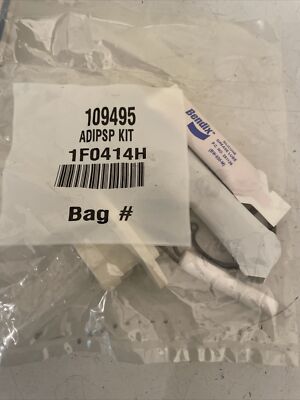 109495
ADIPSP KIT
1F0414H
Bag #
Bendix